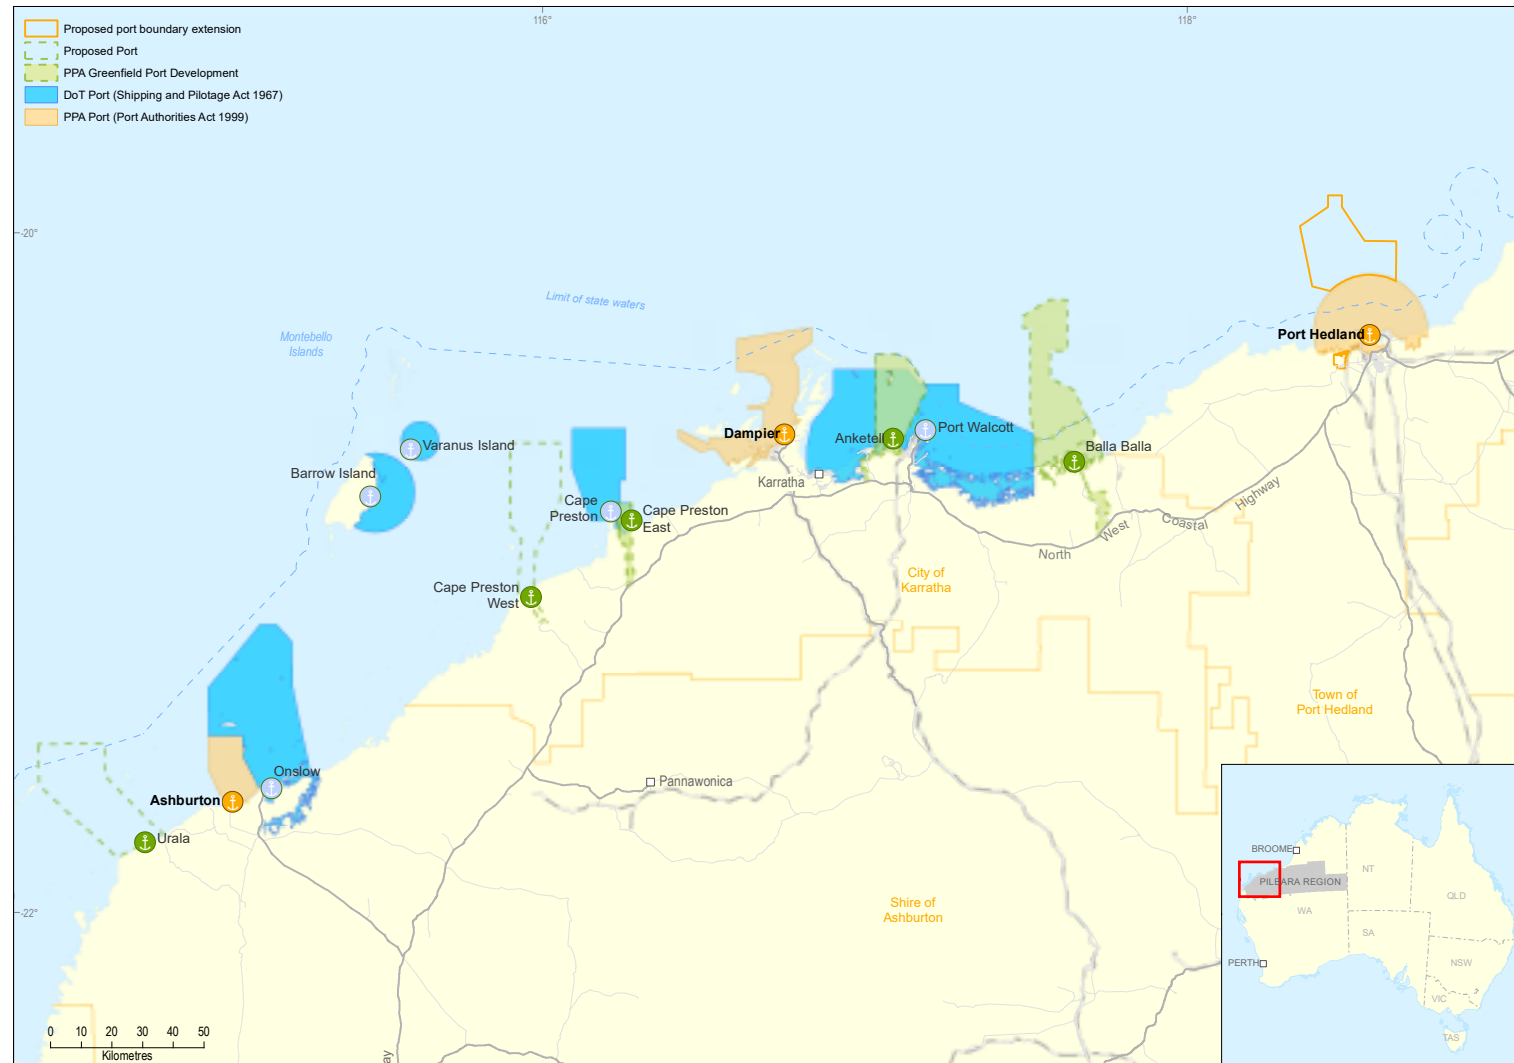 116°
118°
Proposed port boundary extension
Proposed Port
PPA Greenfield Port Development
DoT Port (Shipping and Pilotage Act 1967)
PPA Port (Port Authorities Act 1999)
-20°
Limit of state waters
Montebello
Islands
Port Hedland
Varanus Island
Dampier
Anketell
Port Walcott
Balla Balla
Barrow Island
Karratha
Cape
Preston
Cape Preston
East
North
West
Coastal
Highway
City of
Karratha
Cape Preston
West
Town of
Port Hedland
Onslow
Pannawonica
Ashburton
Urala
Shire of
Ashburton
-22°
BROOME
PILBARA REGION
NT
QLD
WA
SA
PERTH
NSW
VIC
TAS
0 10 20 30 40 50
Kilometres